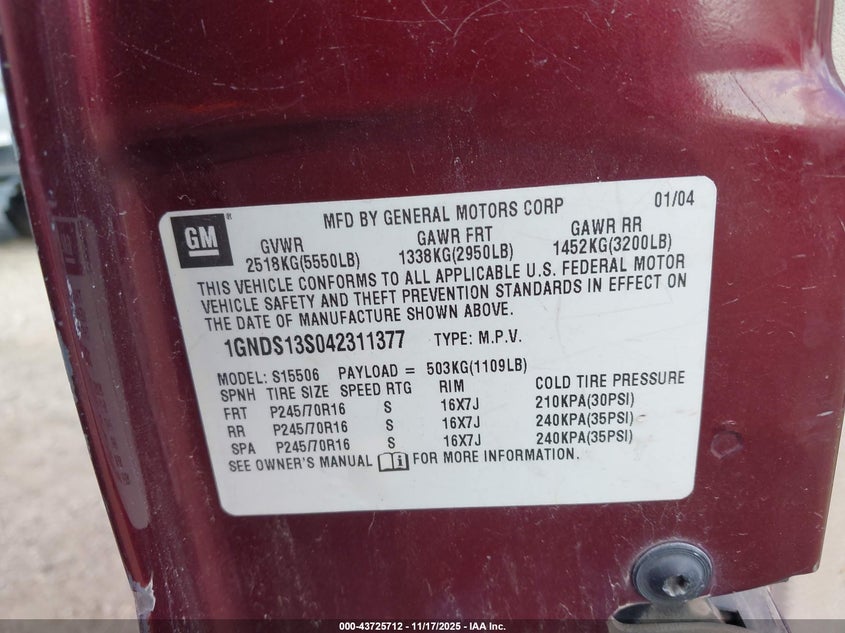 GM ®
MFD BY GENERAL MOTORS CORP 01/04
GVWR GAWR FRT GAWR RR
2518KG(5550LB) 1338KG(2950LB) 1452KG(3200LB)
THIS VEHICLE CONFORMS TO ALL APPLICABLE U.S. FEDERAL MOTOR
VEHICLE SAFETY AND THEFT PREVENTION STANDARDS IN EFFECT ON
THE DATE OF MANUFACTURE SHOWN ABOVE.
1GNDS13S042311377 TYPE: M.P.V.
MODEL: S15506 PAYLOAD = 503KG(1109LB)
SPNH TIRE SIZE SPEED RTG RIM COLD TIRE PRESSURE
FRT P245/70R16 S 16X7J 210KPA(30PSI)
RR P245/70R16 S 16X7J 240KPA(35PSI)
SPA P245/70R16 S 16X7J 240KPA(35PSI)
SEE OWNER'S MANUAL FOR MORE INFORMATION.
000-43725712 — 11/17/2025 — IAA Inc.